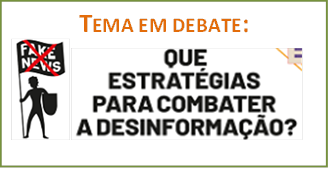 TEMA EM DEBATE:
FAKE
NEWS
QUE
ESTRATÉGIAS
PARA COMBATER
A DESINFORMAÇÃO?